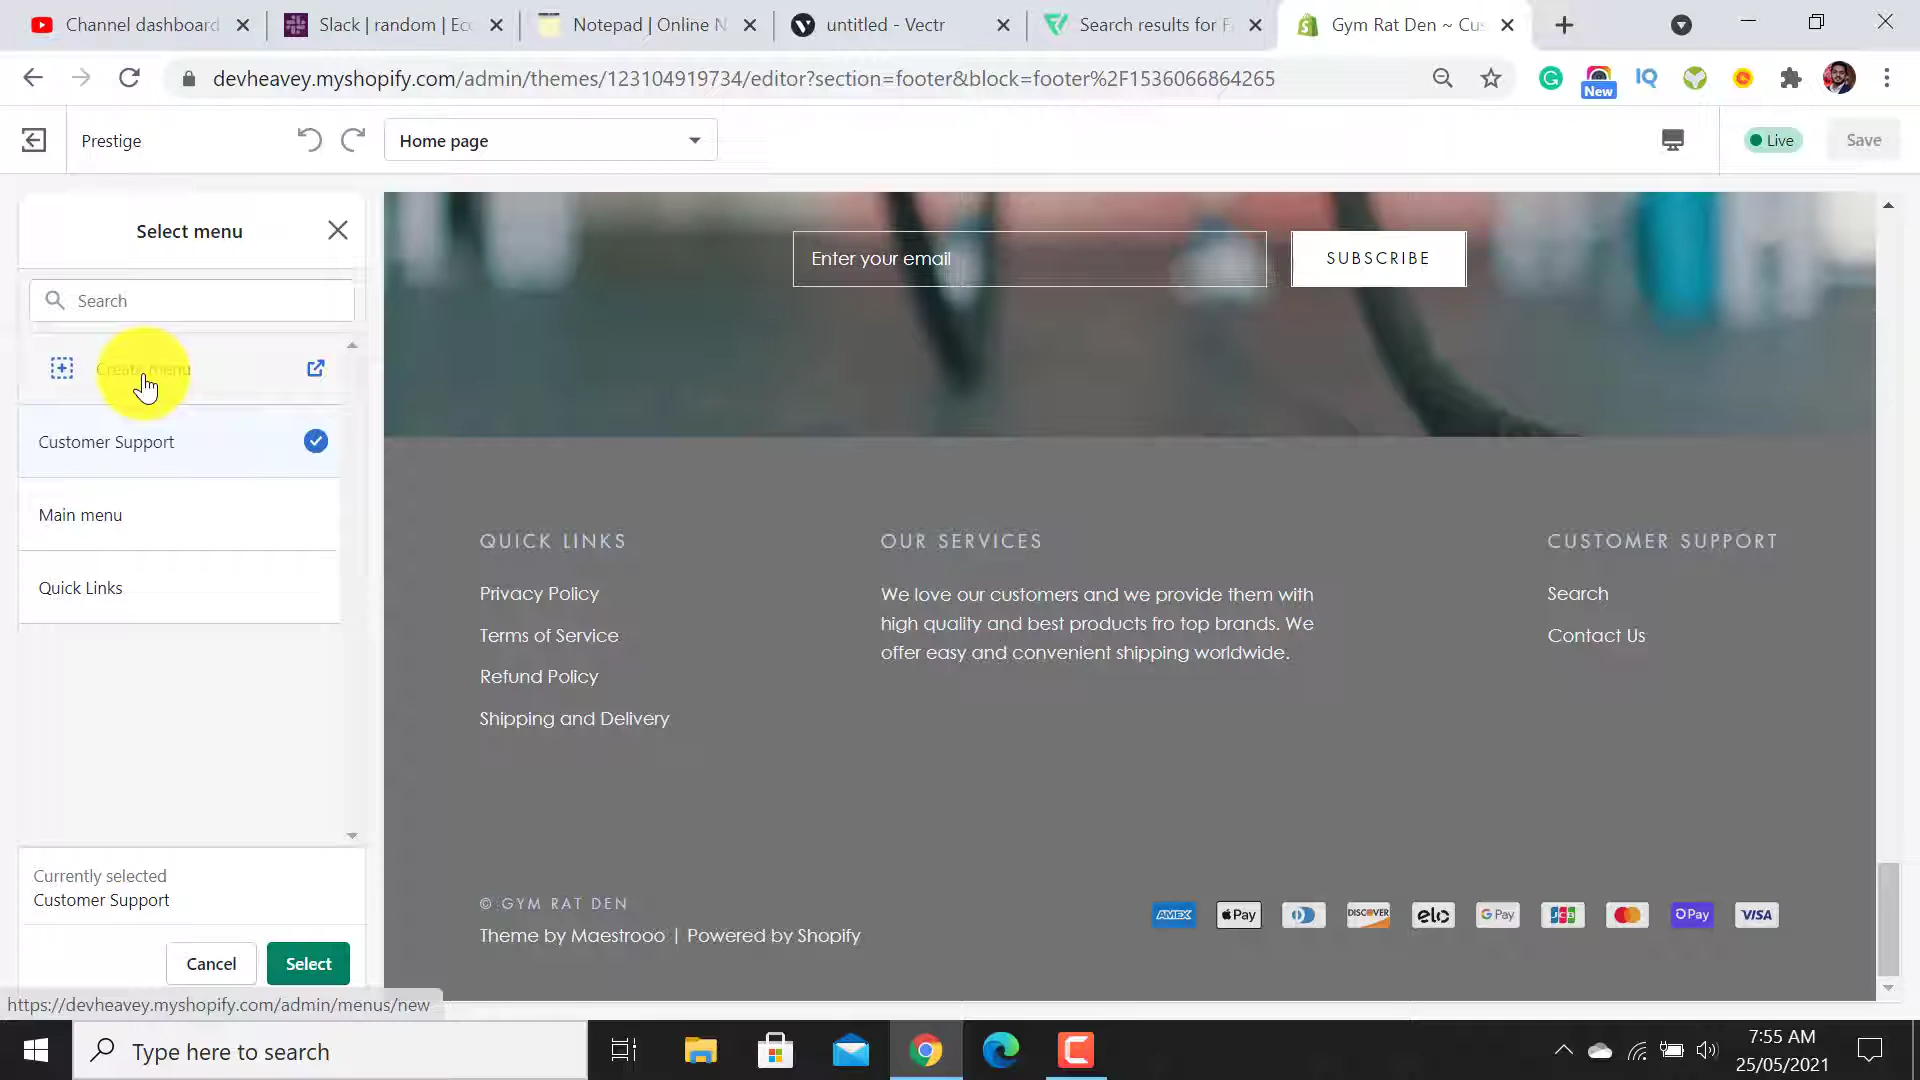 Channel dashboard
Slack | random | Ecc
Notepad | Online N
untitled - Vectr
Search results for F
Gym Rat Den ~ Cus
devheavey.myshopify.com/admin/themes/123104919734/editor?section=footer&block=footer%2F1536066864265
IQ
New
Prestige
Home page
Live
Save
Select menu
Search
Create menu
Customer Support
Main menu
Quick Links
Currently selected
Customer Support
Cancel
Select
https://devheavey.myshopify.com/admin/menus/new
Enter your email
SUBSCRIBE
QUICK LINKS
Privacy Policy
Terms of Service
Refund Policy
Shipping and Delivery
OUR SERVICES
We love our customers and we provide them with
high quality and best products fro top brands. We
offer easy and convenient shipping worldwide.
CUSTOMER SUPPORT
Search
Contact Us
© GYM RAT DEN
Theme by Maestrooo | Powered by Shopify
AMEX
Pay
DISCOVER
elo
G Pay
JCB
Pay
VISA
Type here to search
7:55 AM
25/05/2021